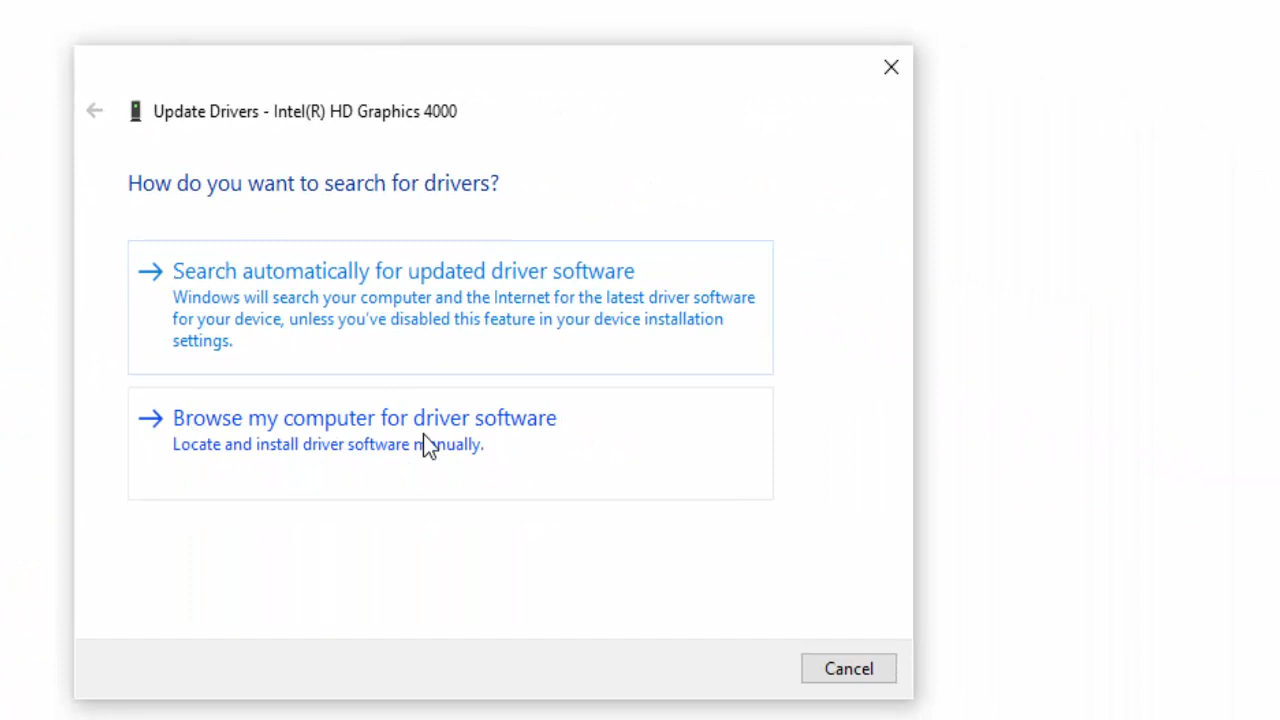 Update Drivers - Intel(R) HD Graphics 4000
How do you want to search for drivers?
Search automatically for updated driver software
Windows will search your computer and the Internet for the latest driver software
for your device, unless you've disabled this feature in your device installation
settings.
Browse my computer for driver software
Locate and install driver software manually.
Cancel